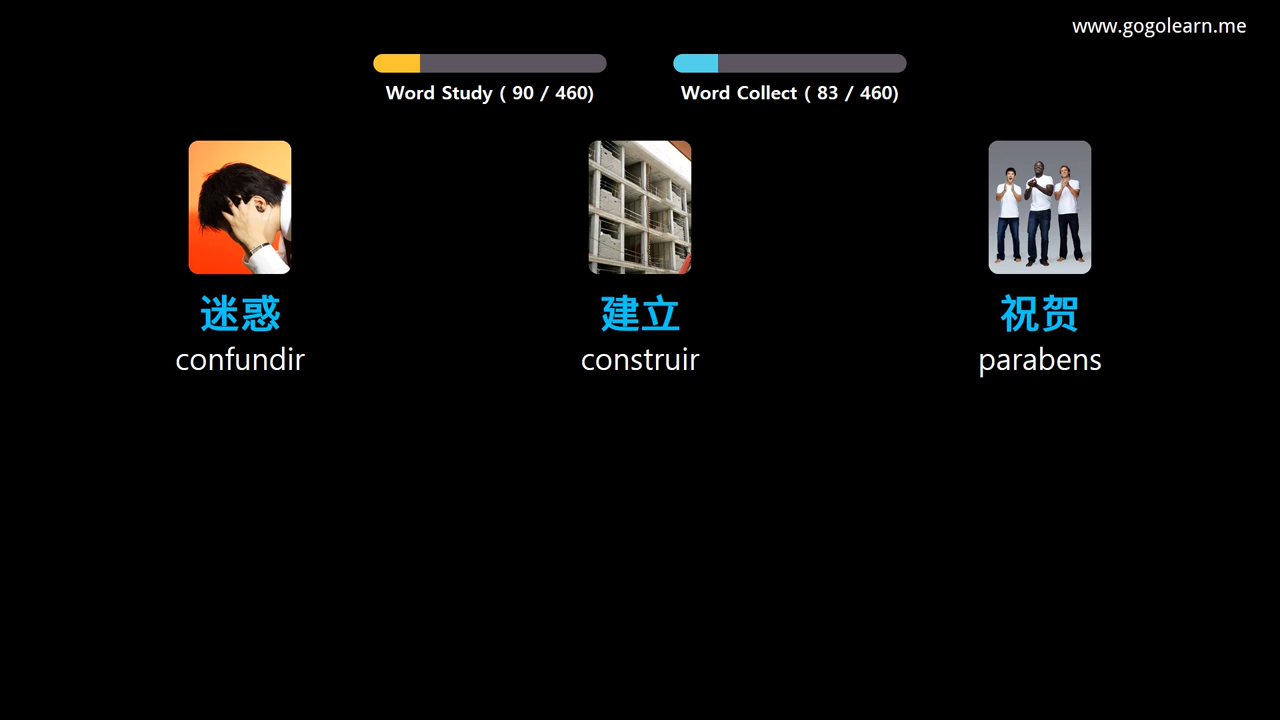 www.gogolearn.me
Word Study ( 90 / 460)
Word Collect ( 83 / 460)
迷惑
confundir
建立
construir
祝贺
parabens